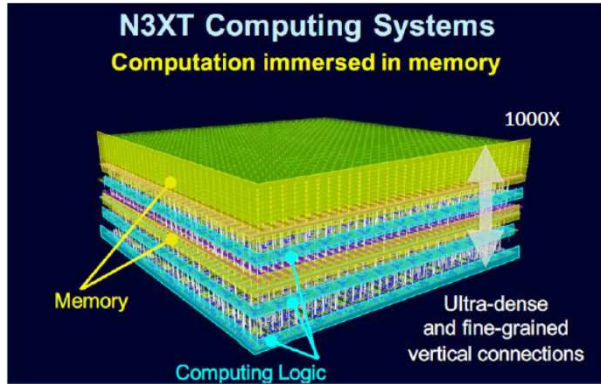 N3XT Computing Systems
Computation immersed in memory
1000X
Memory
Computing Logic
Ultra-dense
and fine-grained
vertical connections